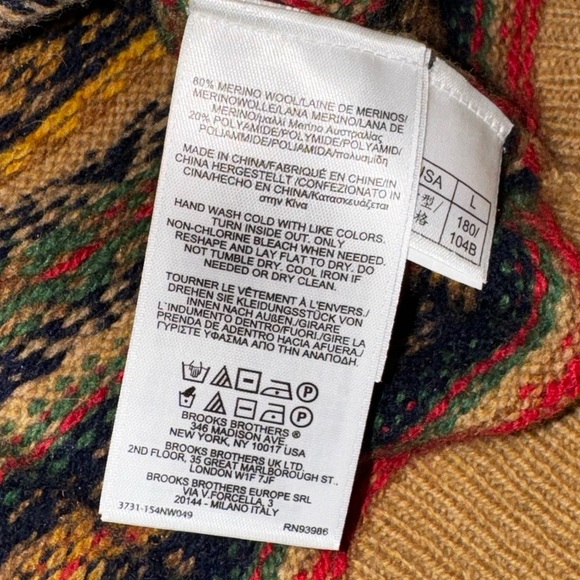 80% MERINO WOOL/LAINE DE MERINOS/
MERINOWOLLE/LANA MERINO/LANA DE
MERINO/μαλλί Merino Αυστραλίας
20% POLYAMIDE/POLYMIDE/POLYAMID/
POLIAMMIDE/POLIAMIDA/πολυαμίδη
MADE IN CHINA/FABRIQUÉ EN CHINE/IN
CHINA HERGESTELLT /CONFEZIONATO IN
CINA/HECHO EN CHINA/Κατασκευάζεται
στην Κίνα
HAND WASH COLD WITH LIKE COLORS.
TURN INSIDE OUT. ONLY
NON-CHLORINE BLEACH WHEN NEEDED.
RESHAPE AND LAY FLAT TO DRY. DO
NOT TUMBLE DRY. COOL IRON IF
NEEDED OR DRY CLEAN.
TOURNER LE VÊTEMENT À L'ENVERS./
DREHEN SIE KLEIDUNGSSTÜCK VON
INNEN NACH AUßEN./GIRARE
L'INDUMENTO DENTRO/FUORI/GIRE LA
PRENDA DE ADENTRO HACIA AFUERA/
ΓΥΡΙΣΤΕ ΥΦΑΣΜΑ ΑΠΟ ΤΗΝ ΑΝΑΠΟΔΗ.
P
P
BROOKS BROTHERS ®
346 MADISON AVE
NEW YORK, NY 10017 USA
BROOKS BROTHERS UK LTD.
2ND FLOOR, 35 GREAT MARLBOROUGH ST.,
LONDON W1F 7JF
BROOKS BROTHERS EUROPE SRL
VIA V.FORCELLA, 3
20144 - MILANO ITALY
3731-154NW049 RN93986
L
型/ 180/
格 104B